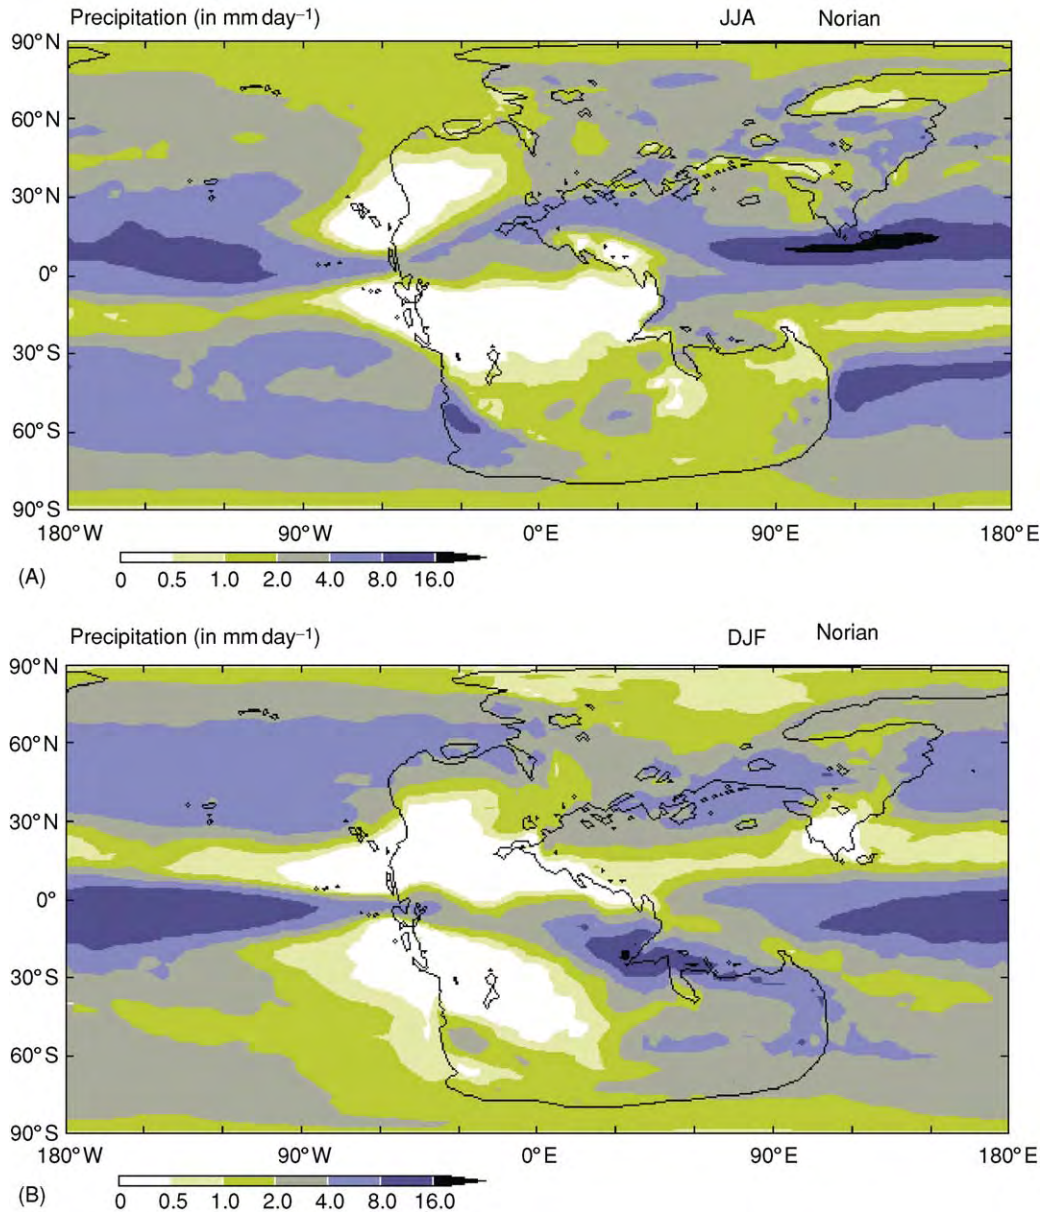 Precipitation (in mm day⁻¹) JJA Norian
90°N
60°N
30°N
0°
30°S
60°S
90°S
180°W 90°W 0°E 90°E 180°E
(A) 0 0.5 1.0 2.0 4.0 8.0 16.0
Precipitation (in mm day⁻¹) DJF Norian
90°N
60°N
30°N
0°
30°S
60°S
90°S
180°W 90°W 0°E 90°E 180°E
(B) 0 0.5 1.0 2.0 4.0 8.0 16.0